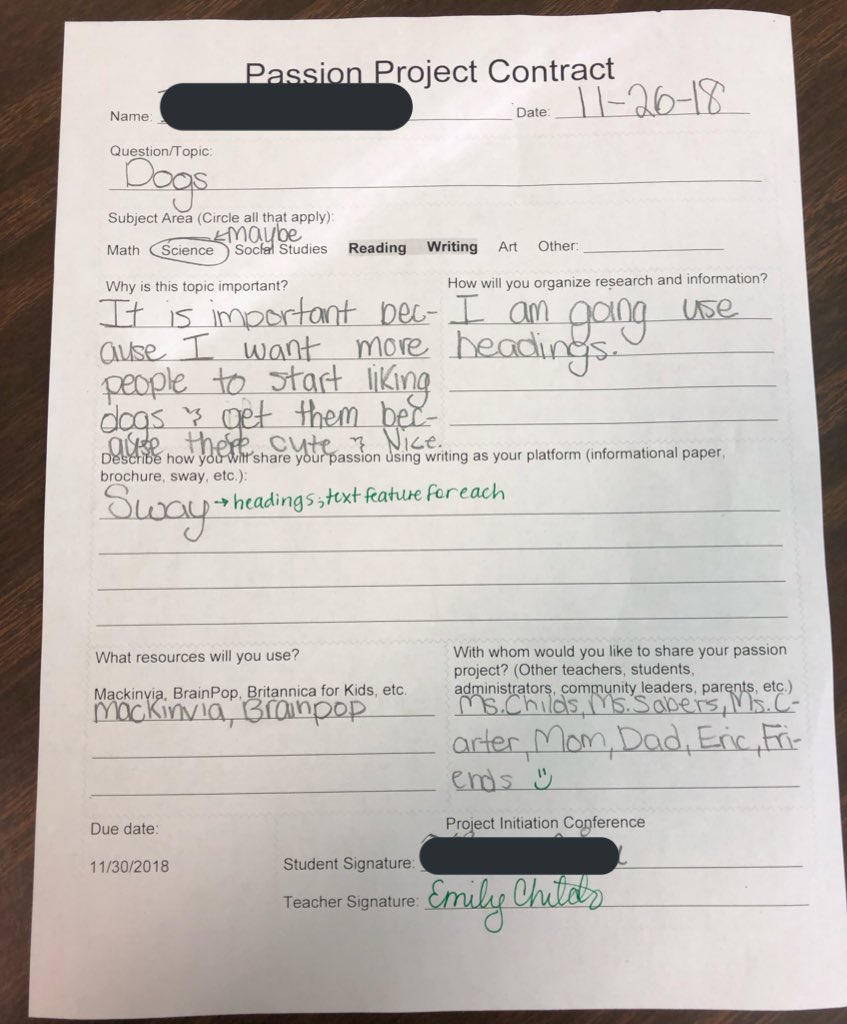 Passion Project Contract
Name: Date: 11-26-18
Question/Topic:
Dogs
Subject Area (Circle all that apply):
←maybe
Math Science Social Studies Reading Writing Art Other:
Why is this topic important?
It is important bec-
ause I want more
people to start liking
dogs & get them bec-
ause there cute & Nice.
How will you organize research and information?
I am going use
headings.
Describe how you will share your passion using writing as your platform (informational paper,
brochure, sway, etc.):
Sway → headings, text feature for each
What resources will you use?
Mackinvia, BrainPop, Britannica for Kids, etc.
Mackinvia, Brainpop
With whom would you like to share your passion
project? (Other teachers, students,
administrators, community leaders, parents, etc.)
Ms.Childs, Ms.Sabers, Ms.C-
arter, Mom, Dad, Eric, Fri-
ends
Due date:
11/30/2018
Project Initiation Conference
Student Signature:
Teacher Signature: Emily Childs